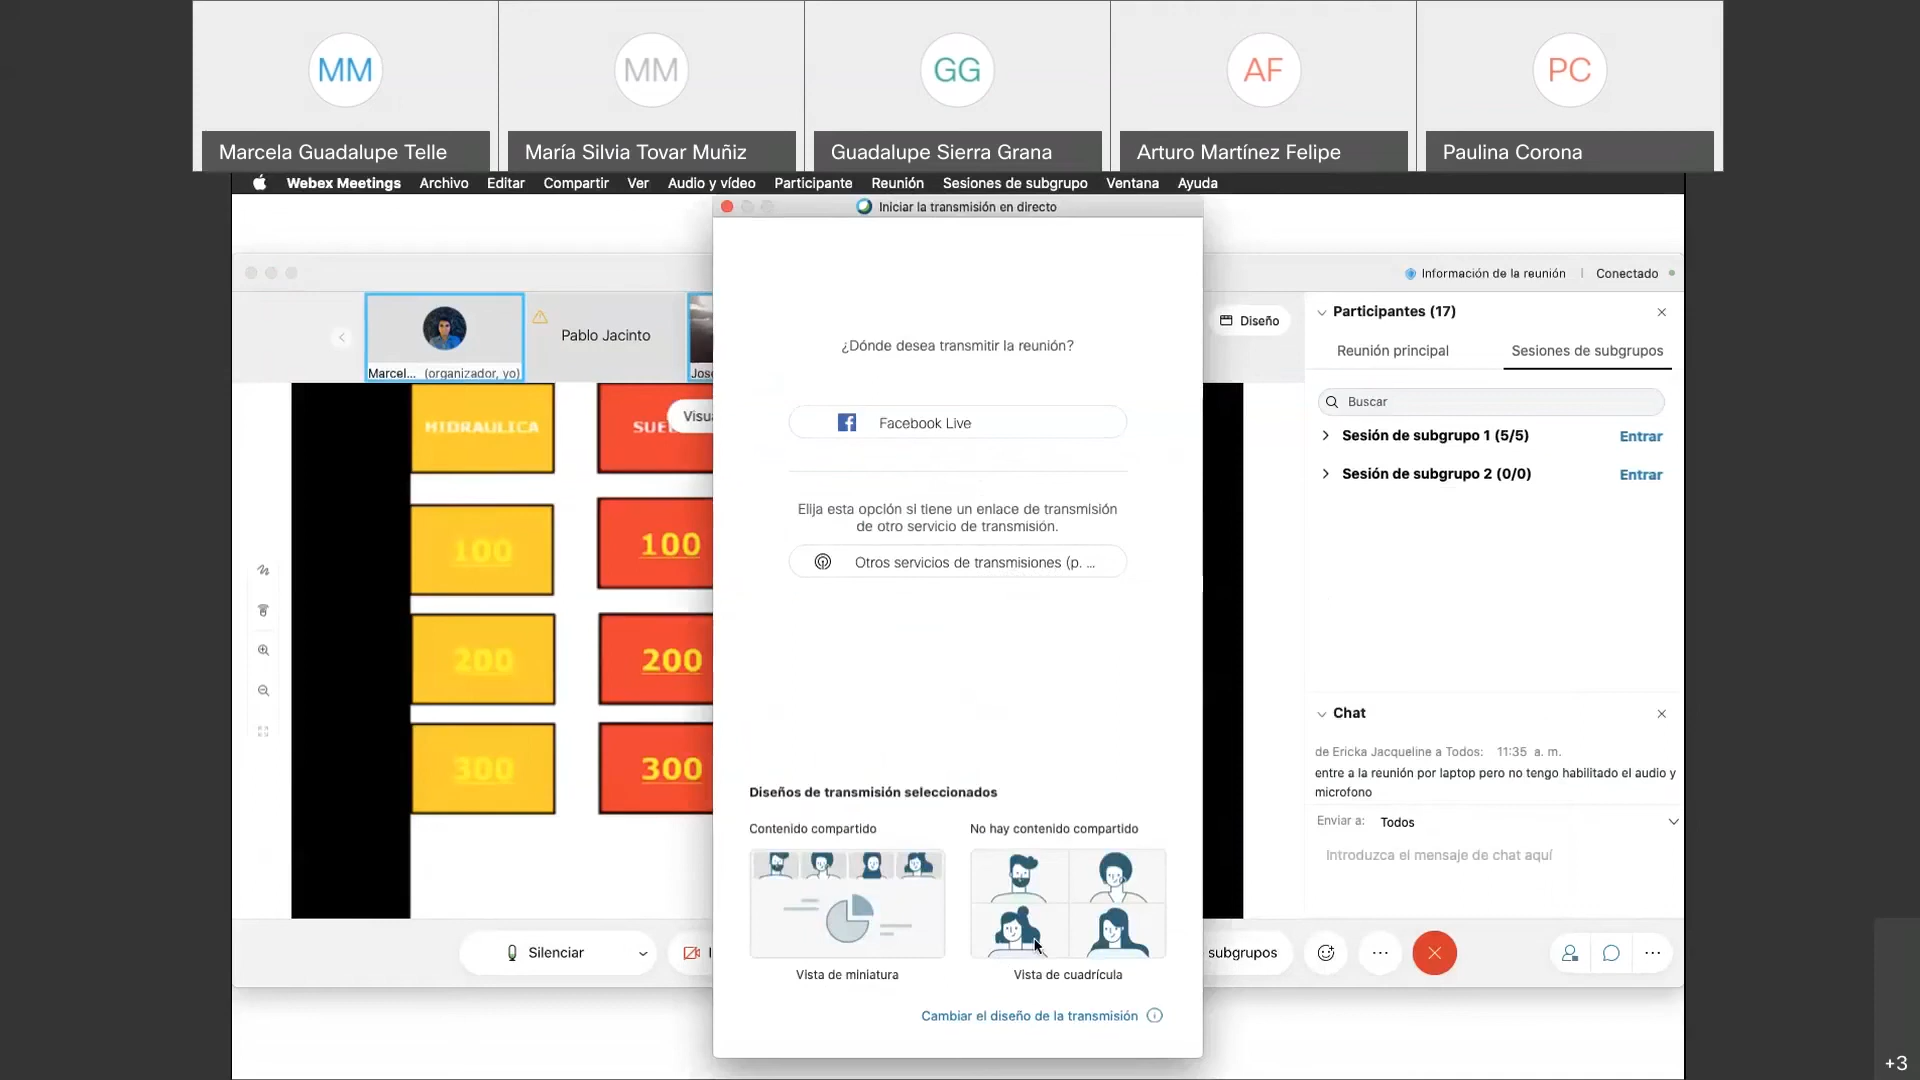 MM
MM
GG
AF
PC
Marcela Guadalupe Telle
María Silvia Tovar Muñiz
Guadalupe Sierra Grana
Arturo Martínez Felipe
Paulina Corona
Webex Meetings Archivo Editar Compartir Ver Audio y vídeo Participante Reunión Sesiones de subgrupo Ventana Ayuda
Iniciar la transmisión en directo
Información de la reunión
Conectado
Marcel... (organizador, yo)
Pablo Jacinto
José
Diseño
Visua
HIDRAULICA
SUE
100
100
200
200
300
300
¿Dónde desea transmitir la reunión?
Facebook Live
Elija esta opción si tiene un enlace de transmisión
de otro servicio de transmisión.
Otros servicios de transmisiones (p. ...
Diseños de transmisión seleccionados
Contenido compartido
No hay contenido compartido
Vista de miniatura
Vista de cuadrícula
Cambiar el diseño de la transmisión
Participantes (17)
Reunión principal
Sesiones de subgrupos
Buscar
Sesión de subgrupo 1 (5/5) Entrar
Sesión de subgrupo 2 (0/0) Entrar
Chat
de Ericka Jacqueline a Todos: 11:35 a. m.
entre a la reunión por laptop pero no tengo habilitado el audio y
microfono
Enviar a: Todos
Introduzca el mensaje de chat aquí
Silenciar
subgrupos
+3